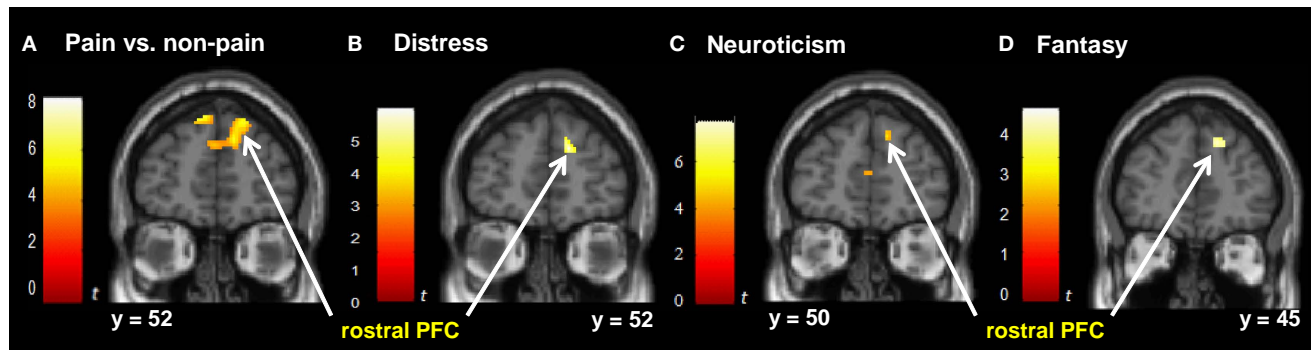 A Pain vs. non-pain
B Distress
C Neuroticism
D Fantasy
8
6
4
2
0
t
5
4
3
2
1
0
t
6
4
2
0
t
4
3
2
1
0
t
y = 52
rostral PFC
y = 52
y = 50
rostral PFC
y = 45